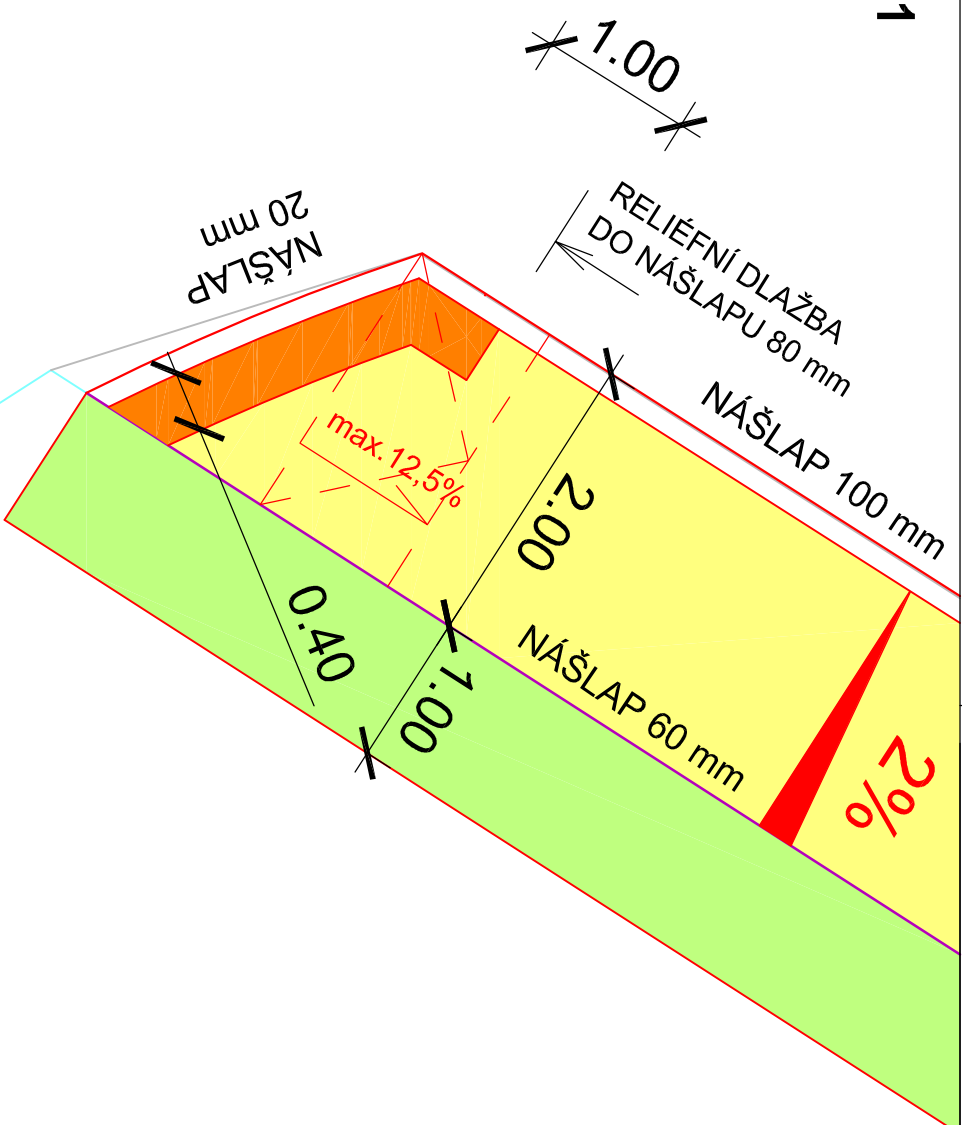 1
1.00
RELIÉFNÍ DLAŽBA
DO NÁŠLAPU 80 mm
NÁŠLAP
20 mm
NÁŠLAP 100 mm
max.12,5%
2.00
0.40
1.00
NÁŠLAP 60 mm
2%